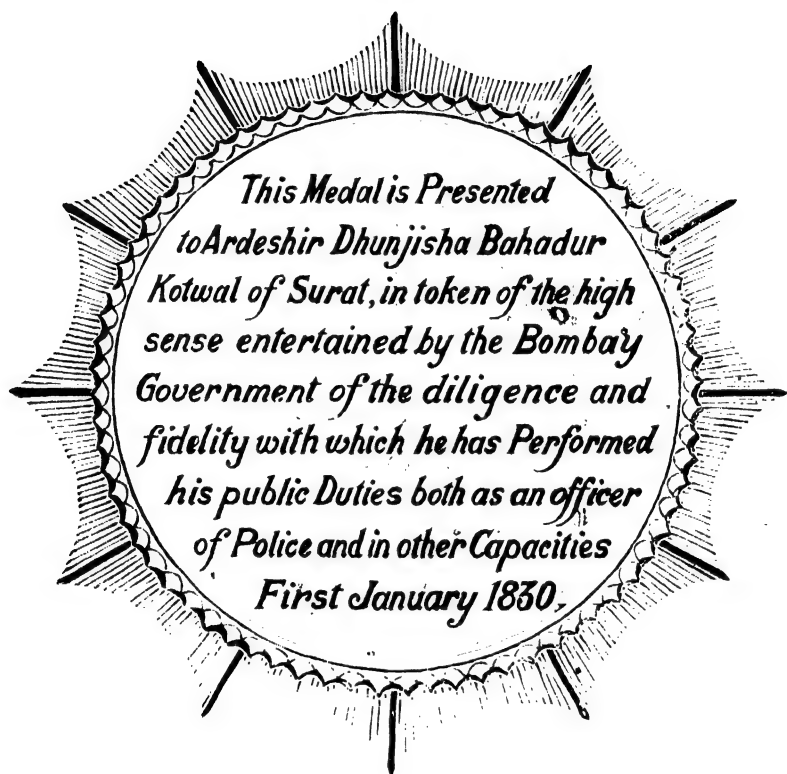 This Medal is Presented
to Ardeshir Dhunjisha Bahadur
Kotwal of Surat, in token of the high
sense entertained by the Bombay
Government of the diligence and
fidelity with which he has Performed
his public Duties both as an officer
of Police and in other Capacities
First January 1830,